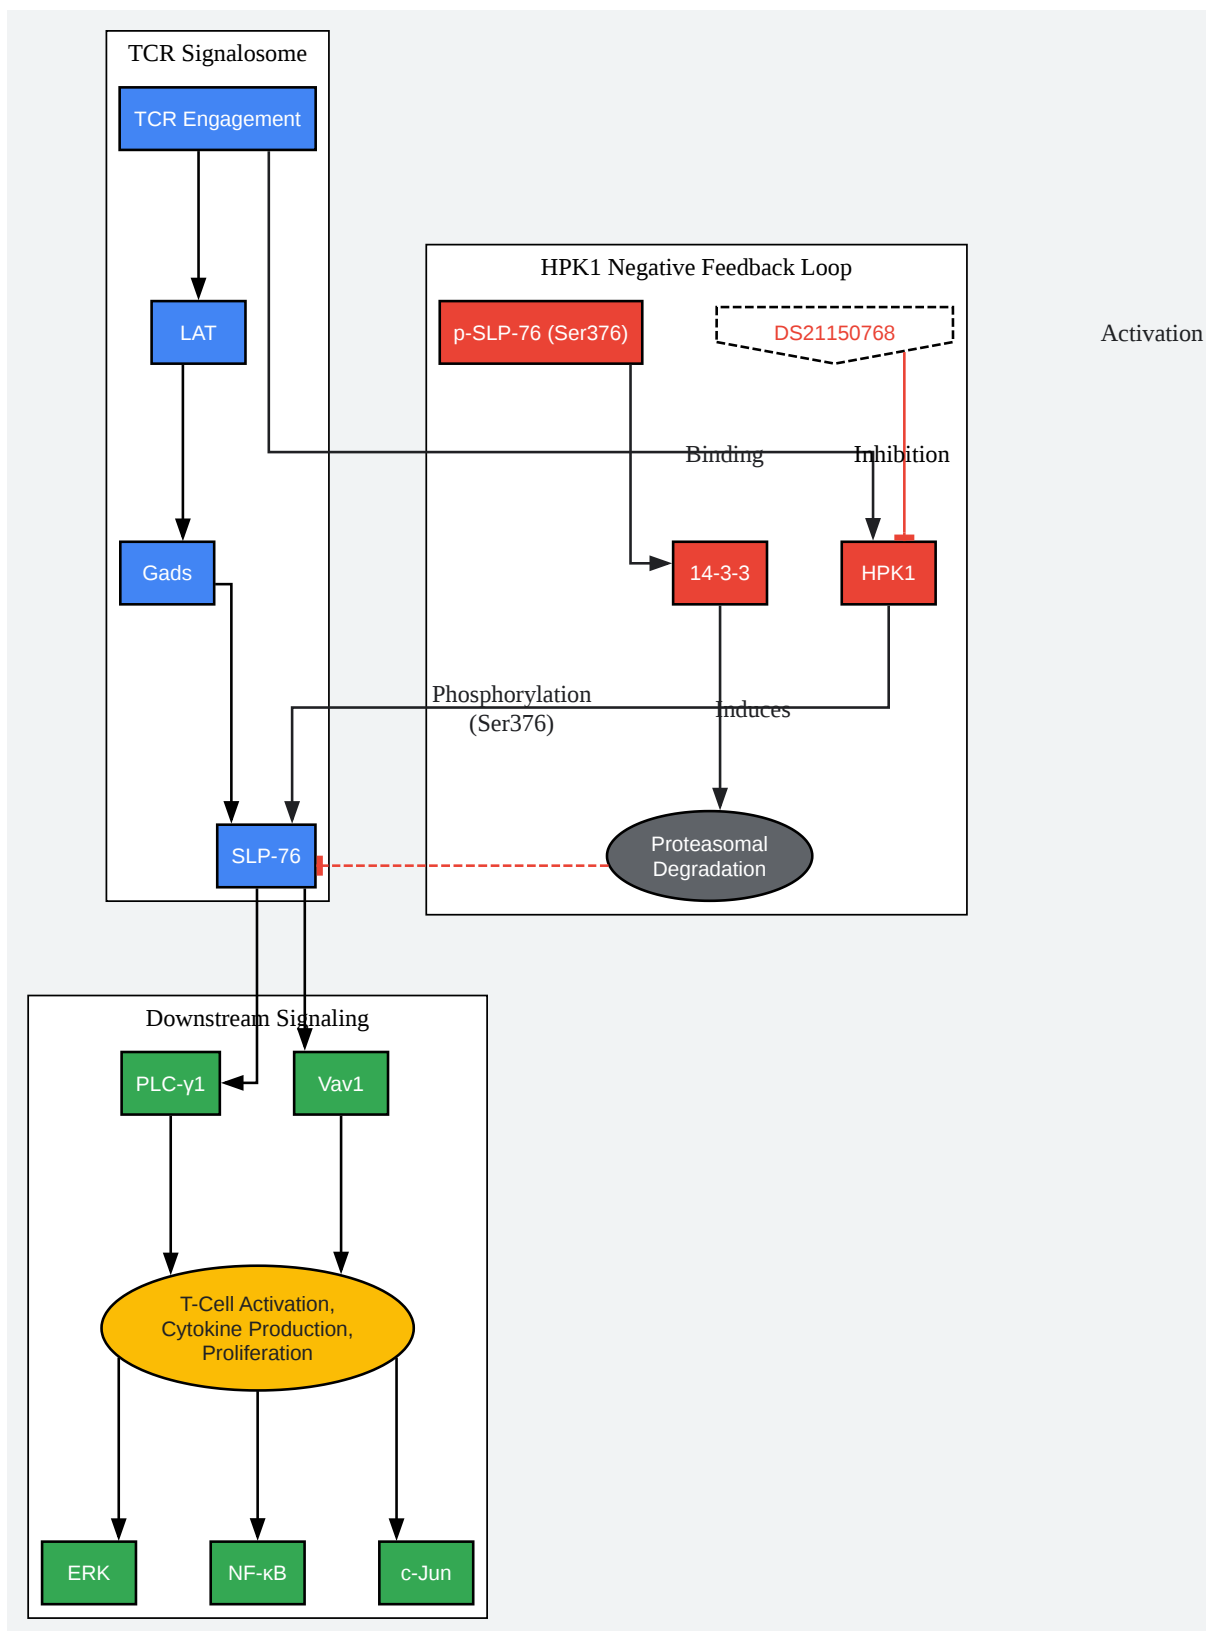 TCR Signalosome
TCR Engagement
HPK1 Negative Feedback Loop
LAT
p-SLP-76 (Ser376)
DS21150768
Activation
Binding
Inhibition
Gads
14-3-3
HPK1
Phosphorylation
(Ser376)
Induces
SLP-76
Proteasomal
Degradation
Downstream Signaling
PLC-γ1
Vav1
T-Cell Activation,
Cytokine Production,
Proliferation
ERK
NF-κB
c-Jun